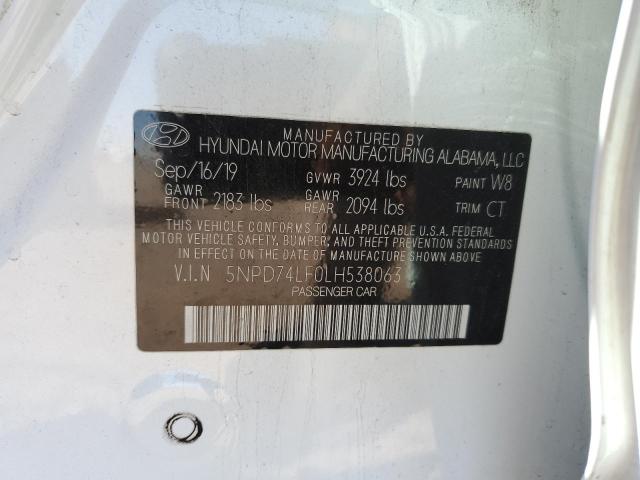 MANUFACTURED BY
HYUNDAI MOTOR MANUFACTURING ALABAMA, LLC
Sep/16/19 GVWR 3924 lbs PAINT W8
GAWR FRONT 2183 lbs GAWR REAR 2094 lbs TRIM CT
THIS VEHICLE CONFORMS TO ALL APPLICABLE U.S.A. FEDERAL
MOTOR VEHICLE SAFETY, BUMPER, AND THEFT PREVENTION STANDARDS
IN EFFECT ON THE DATE OF MANUFACTURE SHOWN ABOVE
V.I.N 5NPD74LF0LH538063
PASSENGER CAR